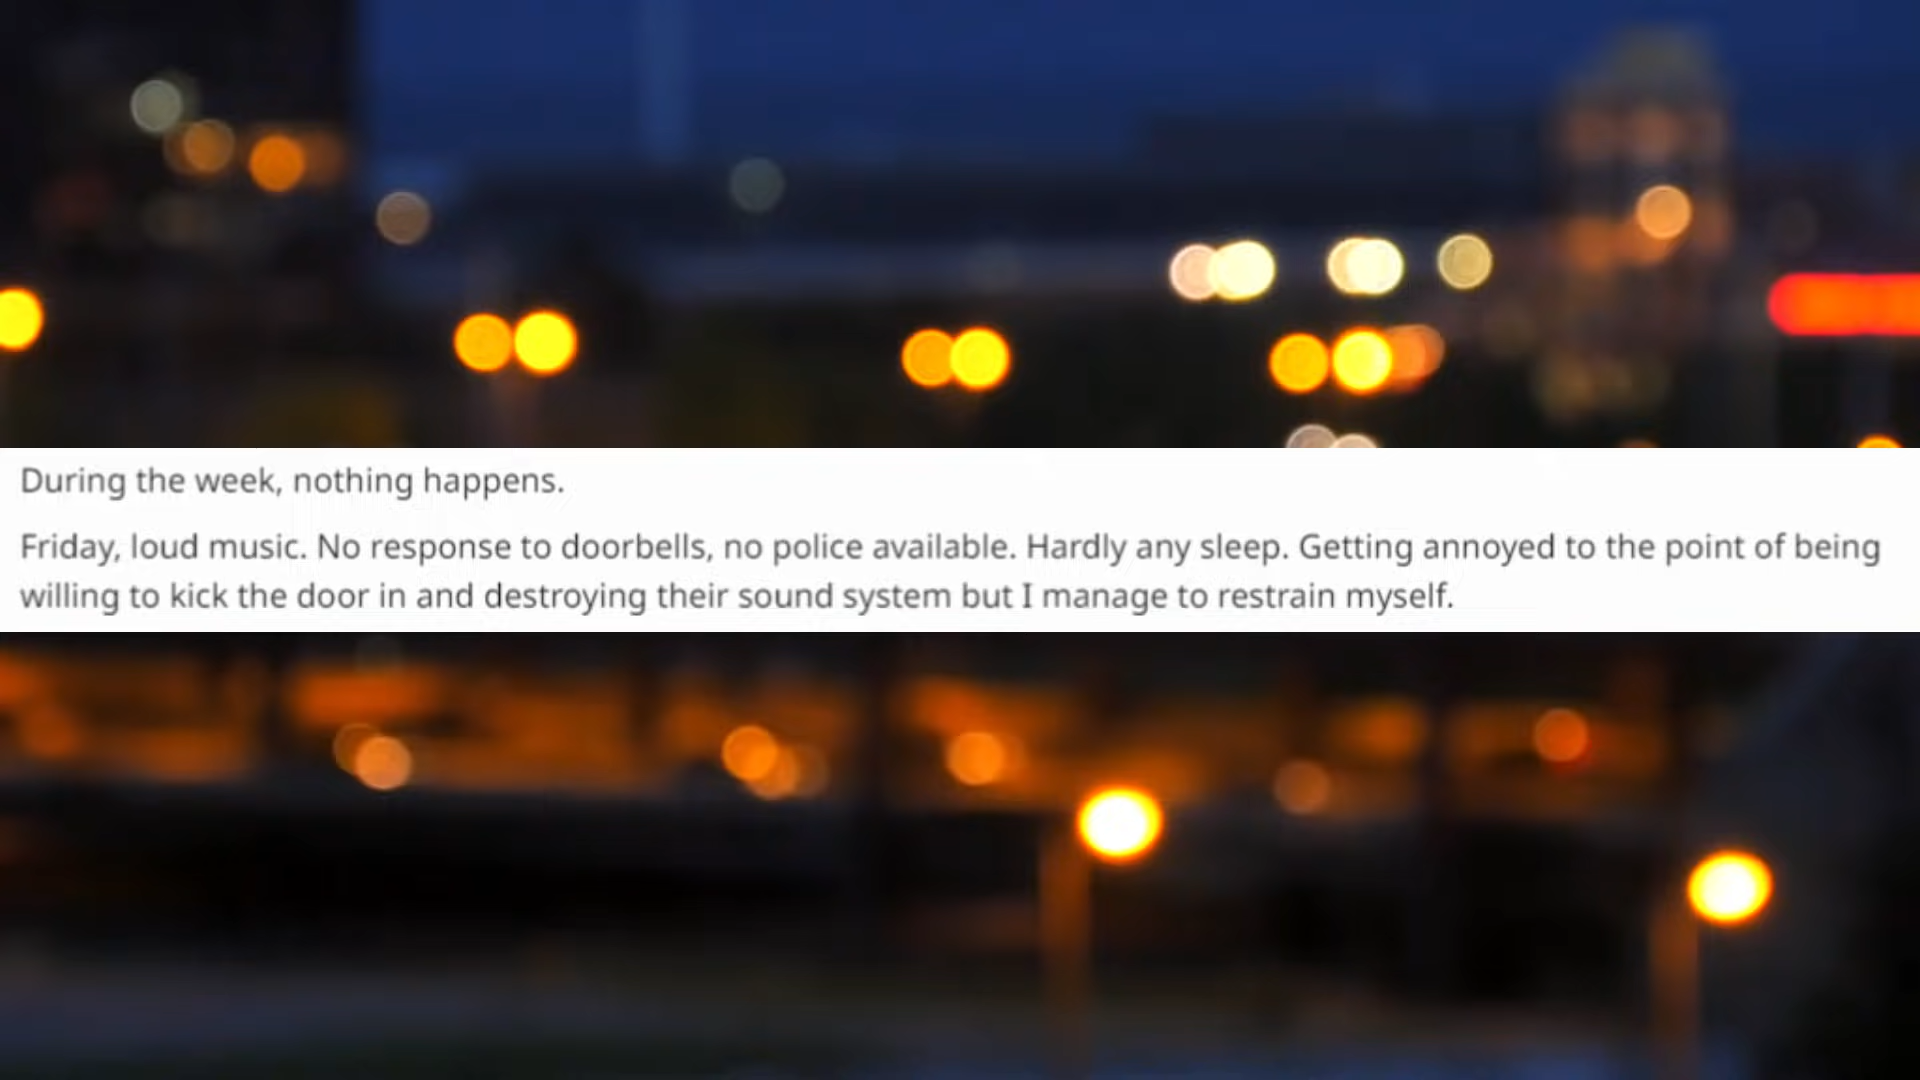 During the week, nothing happens.
Friday, loud music. No response to doorbells, no police available. Hardly any sleep. Getting annoyed to the point of being
willing to kick the door in and destroying their sound system but I manage to restrain myself.